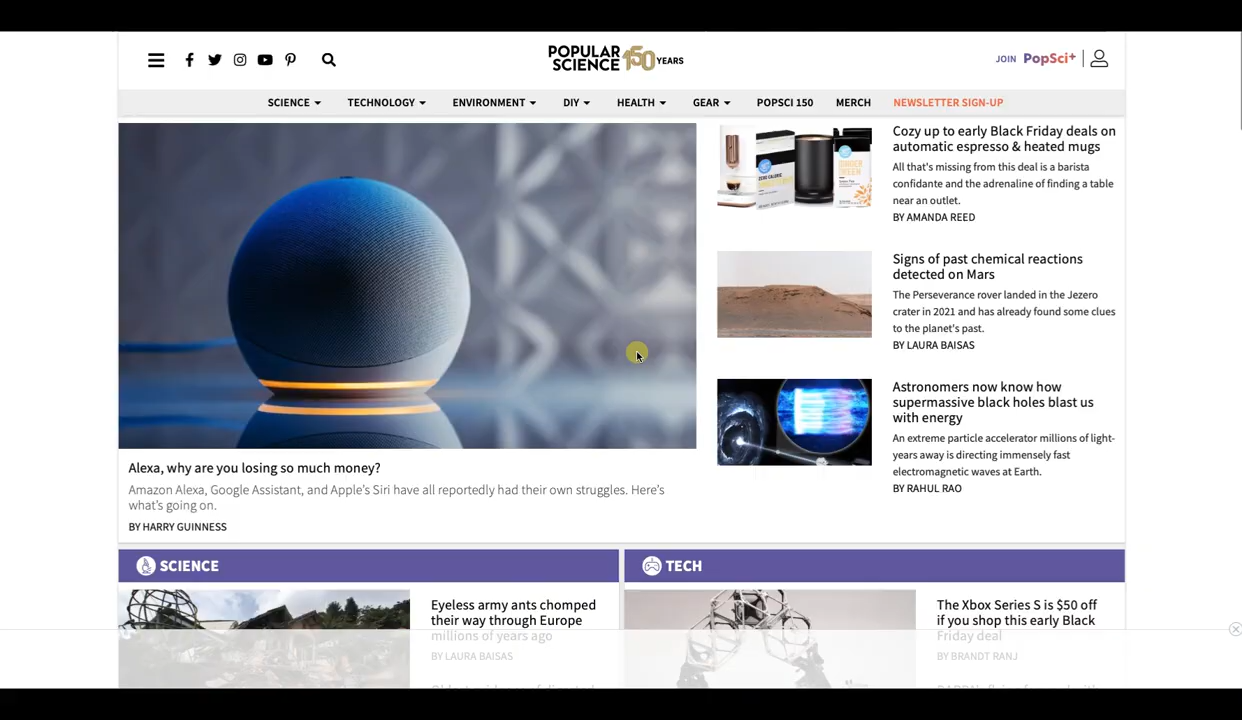 POPULAR
SCIENCE 150 YEARS
JOIN PopSci+
SCIENCE
TECHNOLOGY
ENVIRONMENT
DIY
HEALTH
GEAR
POPSCI 150
MERCH
NEWSLETTER SIGN-UP
Alexa, why are you losing so much money?
Amazon Alexa, Google Assistant, and Apple's Siri have all reportedly had their own struggles. Here's
what's going on.
BY HARRY GUINNESS
Cozy up to early Black Friday deals on
automatic espresso & heated mugs
All that's missing from this deal is a barista
confidante and the adrenaline of finding a table
near an outlet.
BY AMANDA REED
Signs of past chemical reactions
detected on Mars
The Perseverance rover landed in the Jezero
crater in 2021 and has already found some clues
to the planet's past.
BY LAURA BAISAS
Astronomers now know how
supermassive black holes blast us
with energy
An extreme particle accelerator millions of light-
years away is directing immensely fast
electromagnetic waves at Earth.
BY RAHUL RAO
SCIENCE
Eyeless army ants chomped
their way through Europe
millions of years ago
BY LAURA BAISAS
TECH
The Xbox Series S is $50 off
if you shop this early Black
Friday deal
BY BRANDT RANJ